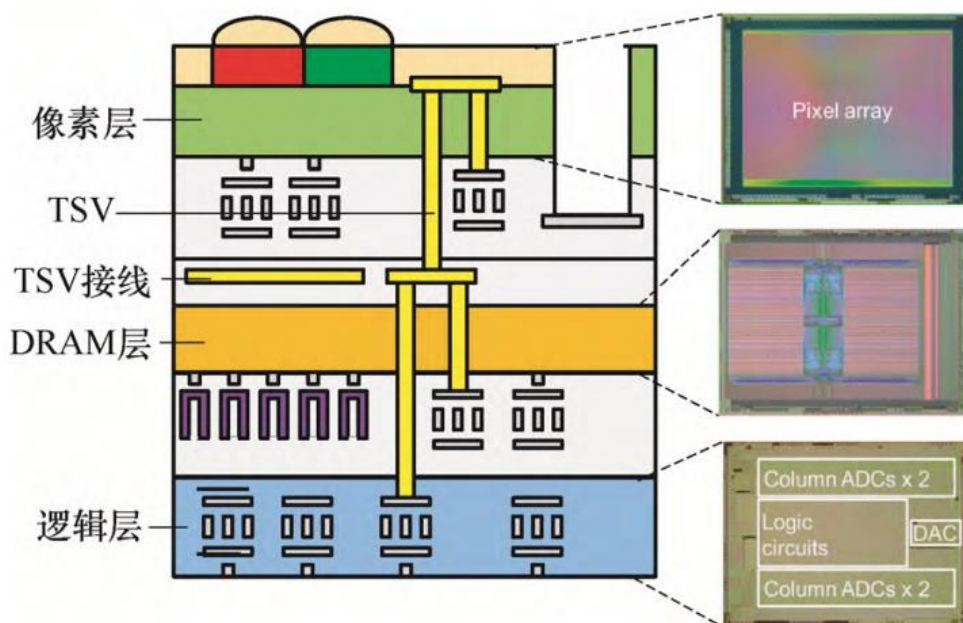 像素层
TSV
TSV接线
DRAM层
逻辑层
Pixel array
Column ADCs x 2
Logic
circuits
DAC
Column ADCs x 2